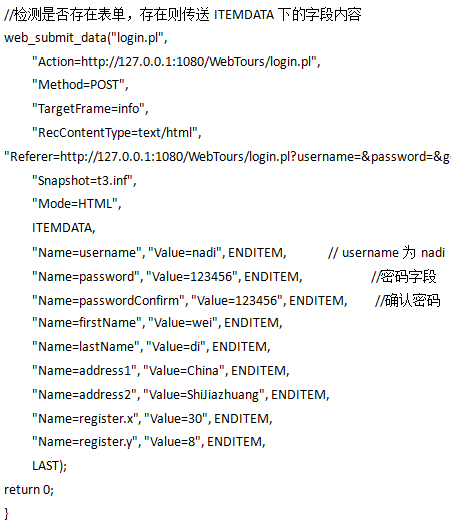 //检测是否存在表单，存在则传送 ITEMDATA 下的字段内容
web_submit_data("login.pl",
"Action=http://127.0.0.1:1080/WebTours/login.pl",
"Method=POST",
"TargetFrame=info",
"RecContentType=text/html",
"Referer=http://127.0.0.1:1080/WebTours/login.pl?username=&password=&g
"Snapshot=t3.inf",
"Mode=HTML",
ITEMDATA,
"Name=username", "Value=nadi", ENDITEM, // username 为 nadi
"Name=password", "Value=123456", ENDITEM, //密码字段
"Name=passwordConfirm", "Value=123456", ENDITEM, //确认密码
"Name=firstName", "Value=wei", ENDITEM,
"Name=lastName", "Value=di", ENDITEM,
"Name=address1", "Value=China", ENDITEM,
"Name=address2", "Value=ShiJiazhuang", ENDITEM,
"Name=register.x", "Value=30", ENDITEM,
"Name=register.y", "Value=8", ENDITEM,
LAST);
return 0;
}